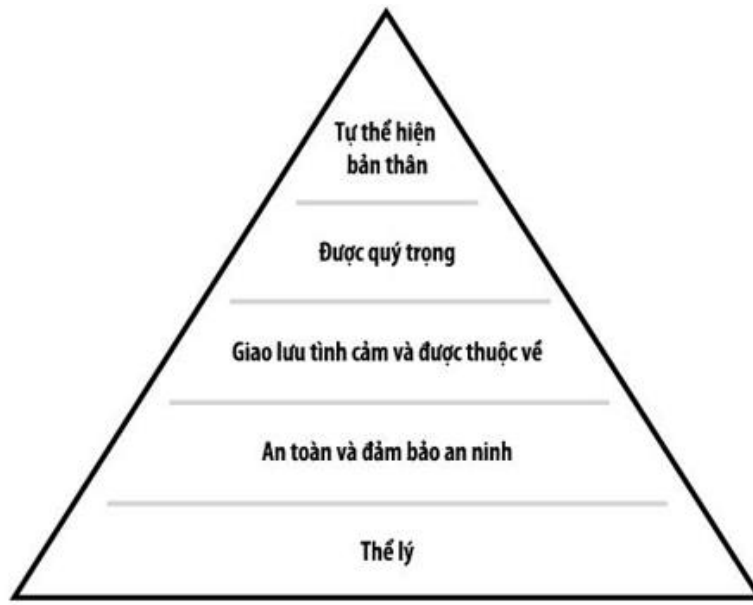 Tự thể hiện
bản thân
Được quý trọng
Giao lưu tình cảm và được thuộc về
An toàn và đảm bảo an ninh
Thể lý